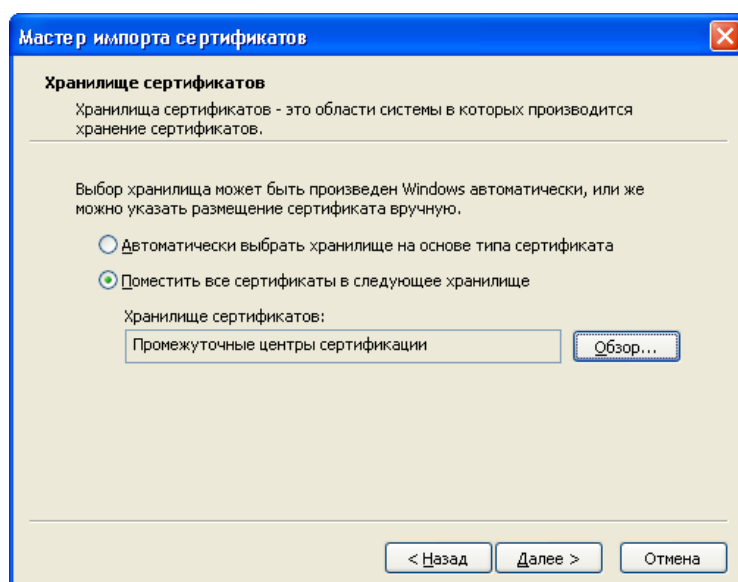 Мастер импорта сертификатов
Хранилище сертификатов
Хранилища сертификатов - это области системы в которых производится
хранение сертификатов.
Выбор хранилища может быть произведен Windows автоматически, или же
можно указать размещение сертификата вручную.
Автоматически выбрать хранилище на основе типа сертификата
Поместить все сертификаты в следующее хранилище
Хранилище сертификатов:
Промежуточные центры сертификации
Обзор...
< Назад
Далее >
Отмена